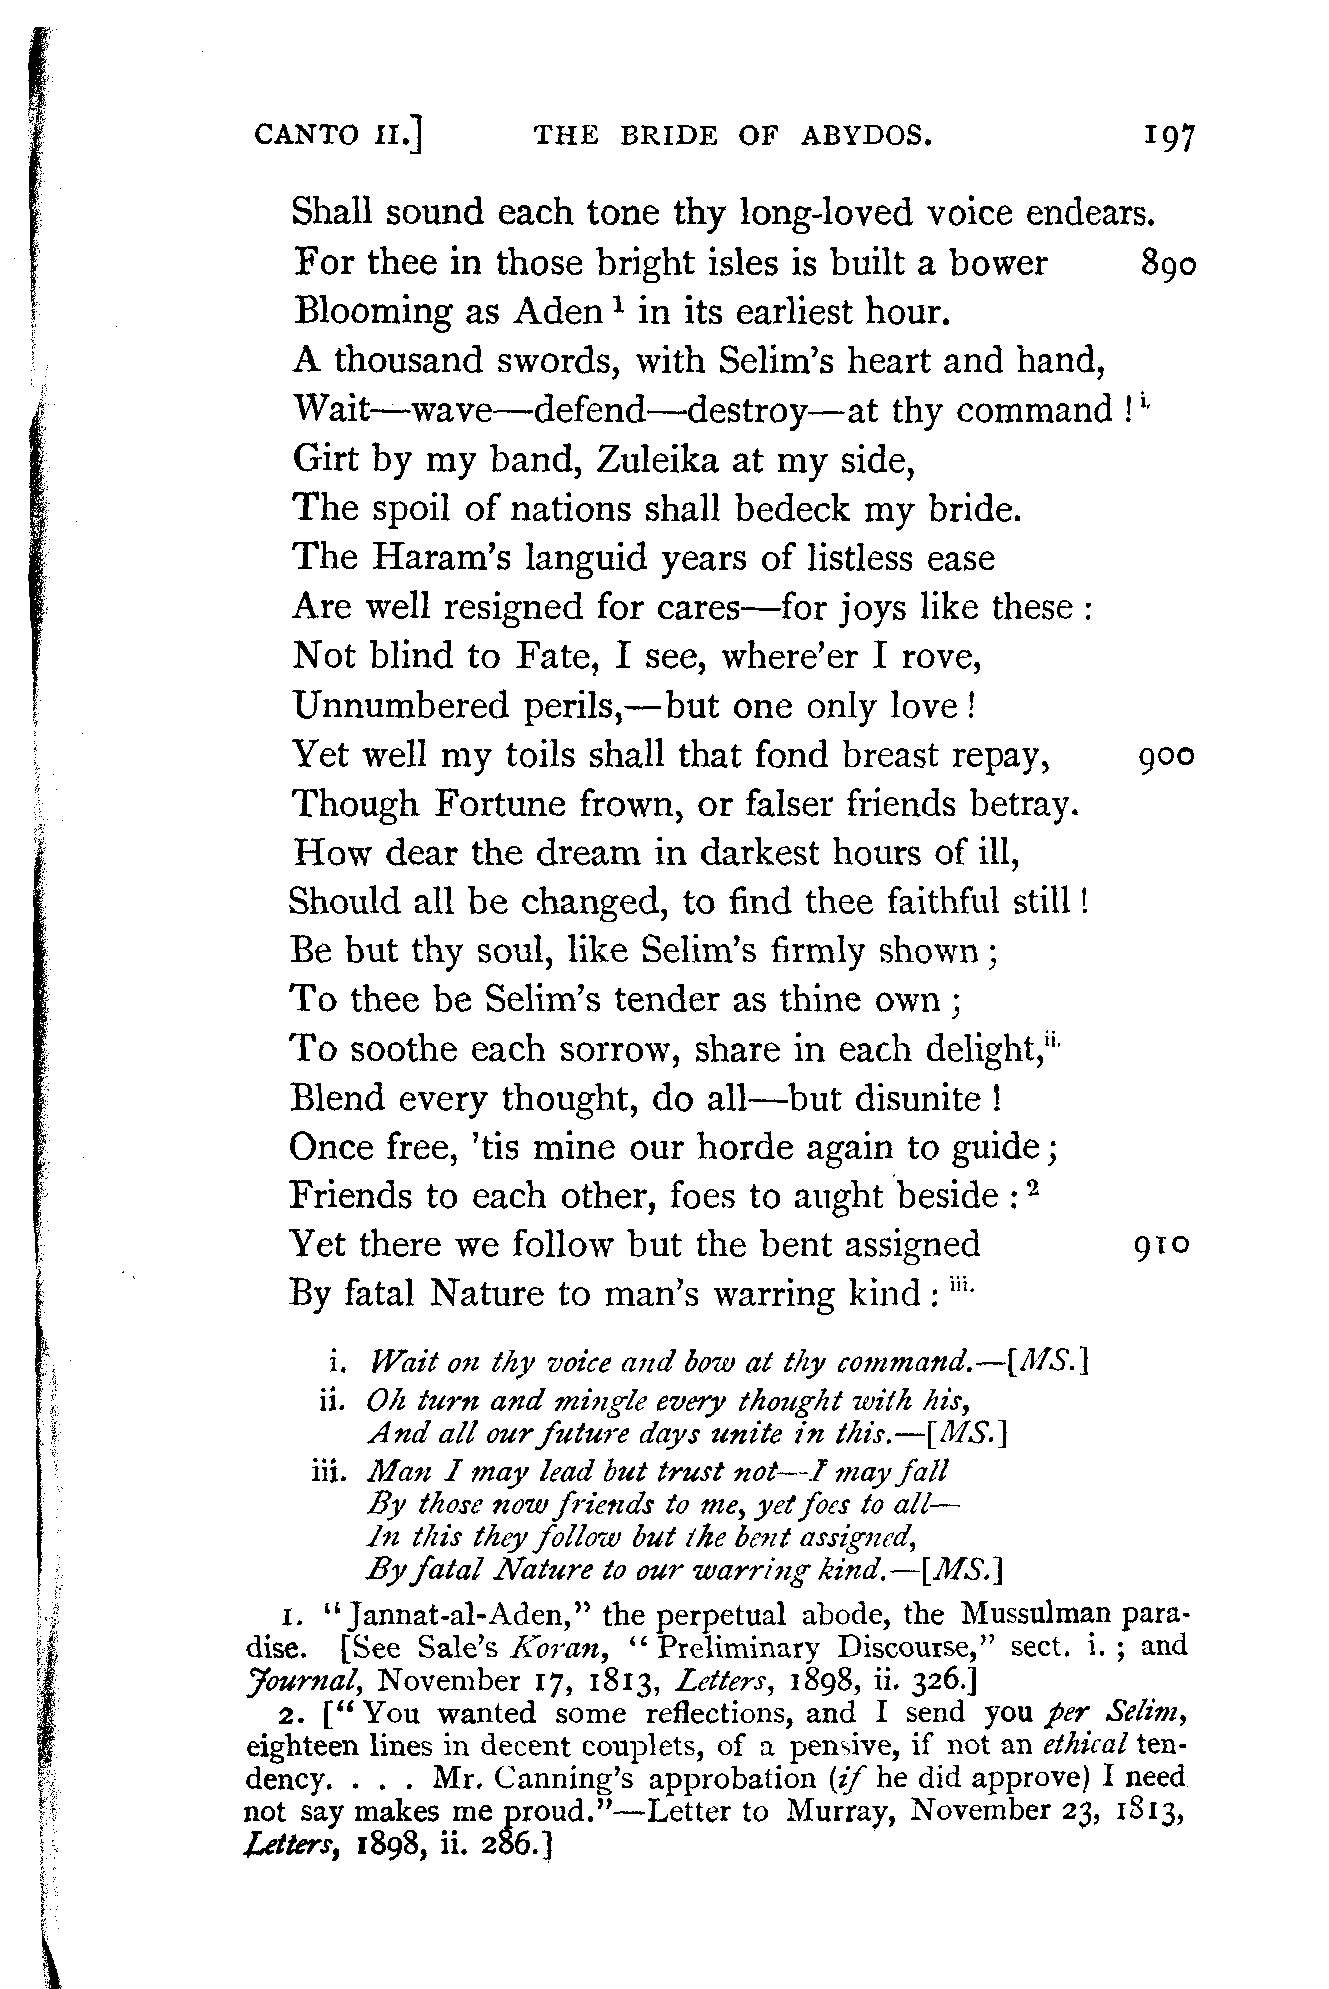 CANTO II.] THE BRIDE OF ABYDOS. 197
Shall sound each tone thy long-loved voice endears.
For thee in those bright isles is built a bower 890
Blooming as Aden ¹ in its earliest hour.
A thousand swords, with Selim's heart and hand,
Wait—wave—defend—destroy—at thy command ! i.
Girt by my band, Zuleika at my side,
The spoil of nations shall bedeck my bride.
The Haram's languid years of listless ease
Are well resigned for cares—for joys like these :
Not blind to Fate, I see, where'er I rove,
Unnumbered perils,—but one only love !
Yet well my toils shall that fond breast repay, 900
Though Fortune frown, or falser friends betray.
How dear the dream in darkest hours of ill,
Should all be changed, to find thee faithful still !
Be but thy soul, like Selim's firmly shown ;
To thee be Selim's tender as thine own ;
To soothe each sorrow, share in each delight, ii.
Blend every thought, do all—but disunite !
Once free, 'tis mine our horde again to guide ;
Friends to each other, foes to aught beside : ²
Yet there we follow but the bent assigned 910
By fatal Nature to man's warring kind : iii.
i. Wait on thy voice and bow at thy command.—[MS.]
ii. Oh turn and mingle every thought with his,
And all our future days unite in this.—[MS.]
iii. Man I may lead but trust not—I may fall
By those now friends to me, yet foes to all—
In this they follow but the bent assigned,
By fatal Nature to our warring kind.—[MS.]
1. "Jannat-al-Aden," the perpetual abode, the Mussulman para-
dise. [See Sale's Koran, "Preliminary Discourse," sect. i. ; and
Journal, November 17, 1813, Letters, 1898, ii. 326.]
2. ["You wanted some reflections, and I send you per Selim,
eighteen lines in decent couplets, of a pensive, if not an ethical ten-
dency. . . . Mr. Canning's approbation (if he did approve) I need
not say makes me proud."—Letter to Murray, November 23, 1813,
Letters, 1898, ii. 286.]